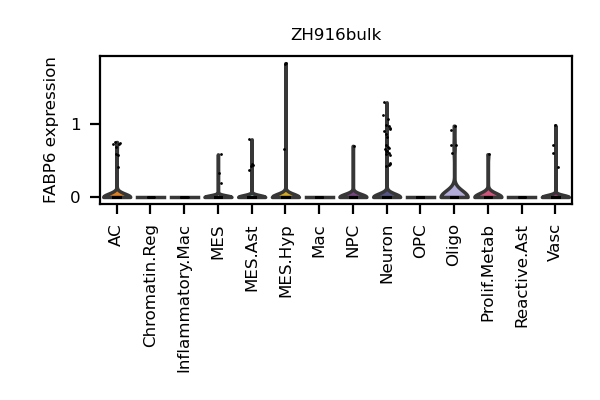 ZH916bulk
FABP6 expression
1
0
AC
Chromatin.Reg
Inflammatory.Mac
MES
MES.Ast
MES.Hyp
Mac
NPC
Neuron
OPC
Oligo
Prolif.Metab
Reactive.Ast
Vasc